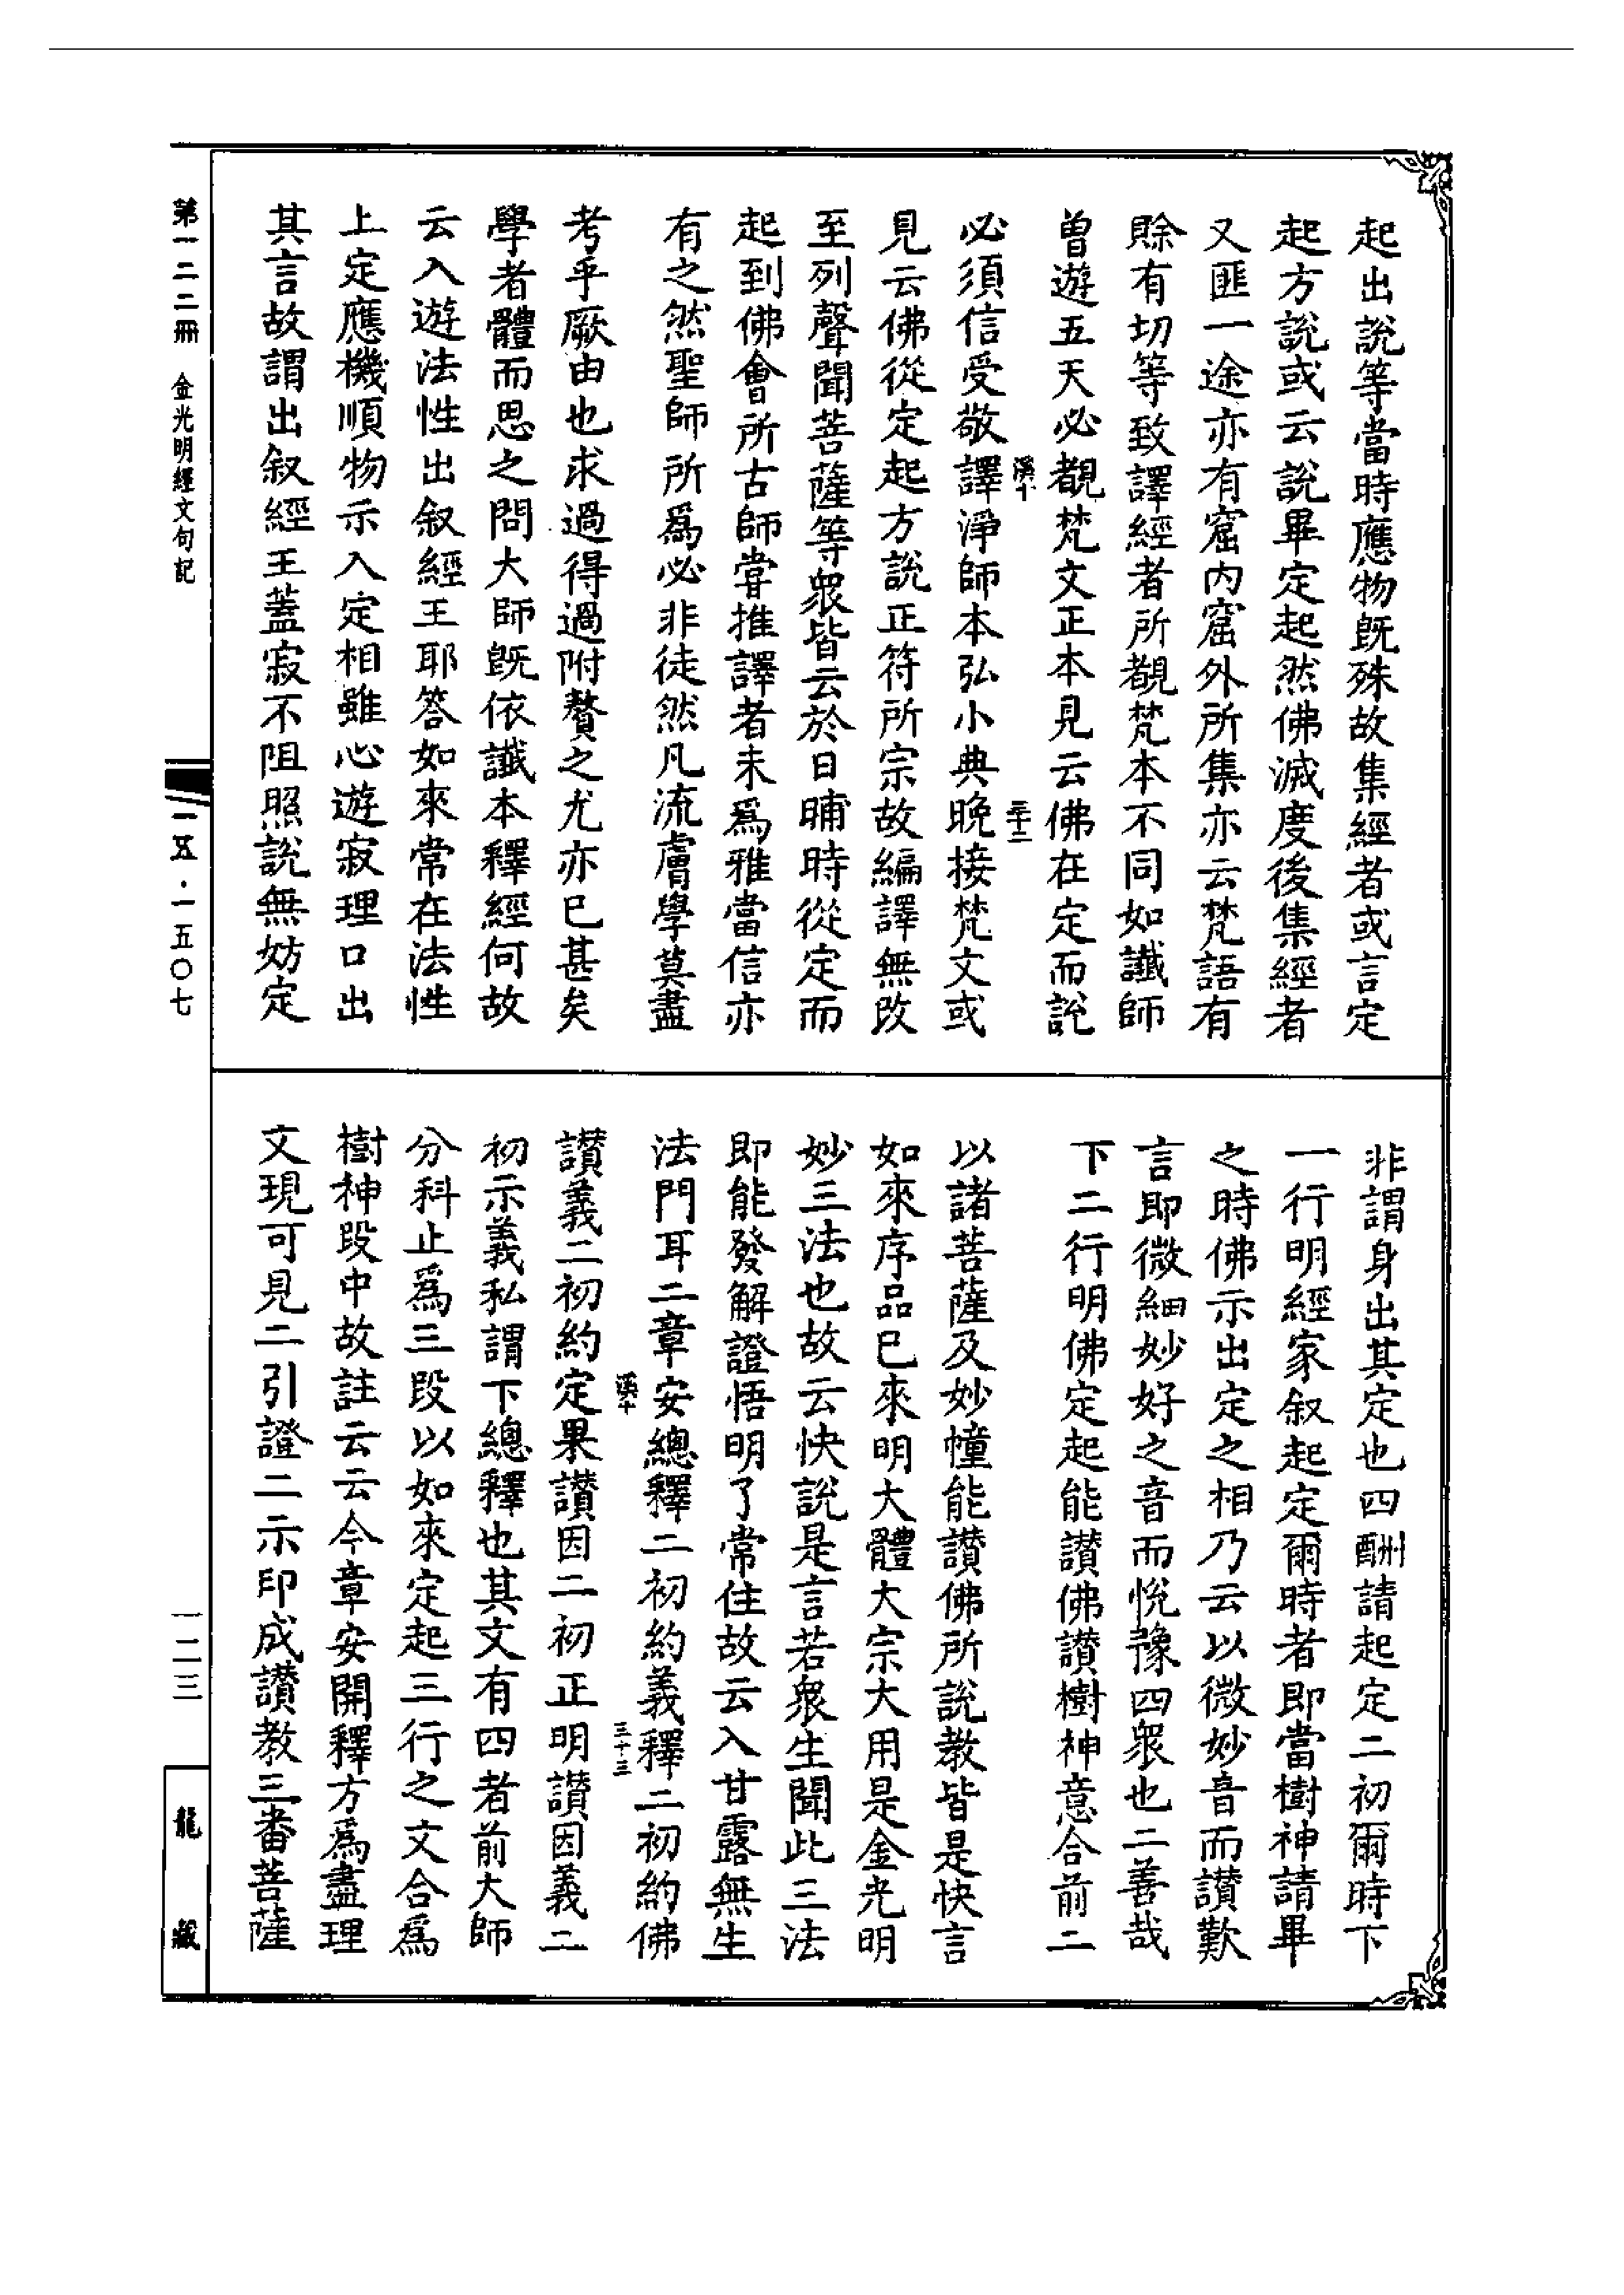 起出說等當時應物既殊故集經者或言定
起方說或云說畢定起然佛滅度後集經者
又匪一途亦有窟内窟外所集亦云梵語有
賒有切等致譯經者所覩梵本不同如讖師
曾遊五天必覩梵文正本見云佛在定而說
溪十 三十二
必須信受敬譯淨師本弘小典晚接梵文或
見云佛從定起方說正符所宗故編譯無改
至列聲聞菩薩等衆皆云於日晡時從定而
起到佛會所古師嘗推譯者未爲雅當信亦
有之然聖師所爲必非徒然凡流膚學莫盡
考乎厥由也求過得過附贅之尤亦已甚矣
學者體而思之問大師既依讖本釋經何故
云入遊法性出叙經王耶答如來常在法性
上定應機順物示入定相雖心遊寂理口出
其言故謂出叙經王蓋寂不阻照說無妨定
非謂身出其定也四酬請起定二初爾時下
一行明經家叙起定爾時者即當樹神請畢
之時佛示出定之相乃云以微妙音而讚歎
言即微細妙好之音而悅豫四衆也二善哉
下二行明佛定起能讚佛讚樹神意合前二
以諸菩薩及妙幢能讚佛所說教皆是快言
如來序品已來明大體大宗大用是金光明
妙三法也故云快說是言若衆生聞此三法
即能發解證悟明了常住故云入甘露無生
法門耳二章安總釋二初約義釋二初約佛
溪十 三十三
讚義二初約定果讚因二初正明讚因義二
初示義私謂下總釋也其文有四者前大師
分科止爲三段以如來定起三行之文合爲
樹神段中故註云云今章安開釋方爲盡理
文現可見二引證二示印成讚教三番菩薩
第一二二冊 金光明經文句記
一五·一五〇七
一二三
龍藏